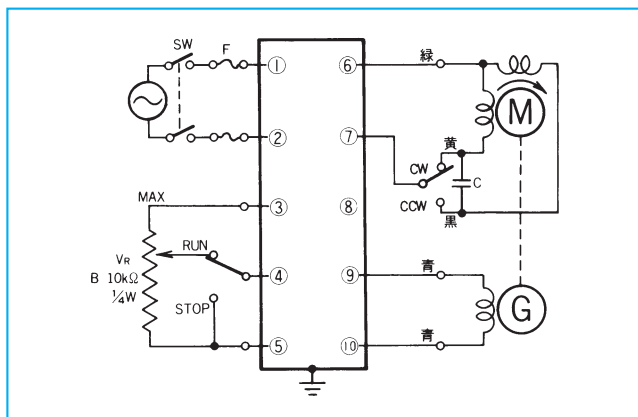 SW
F
①
②
MAX
③
RUN
VR
B 10kΩ
1/4W
④
STOP
⑤
⑥
緑
⑦
黄
CW
C
CCW
⑧
黒
M
⑨
青
G
⑩
青